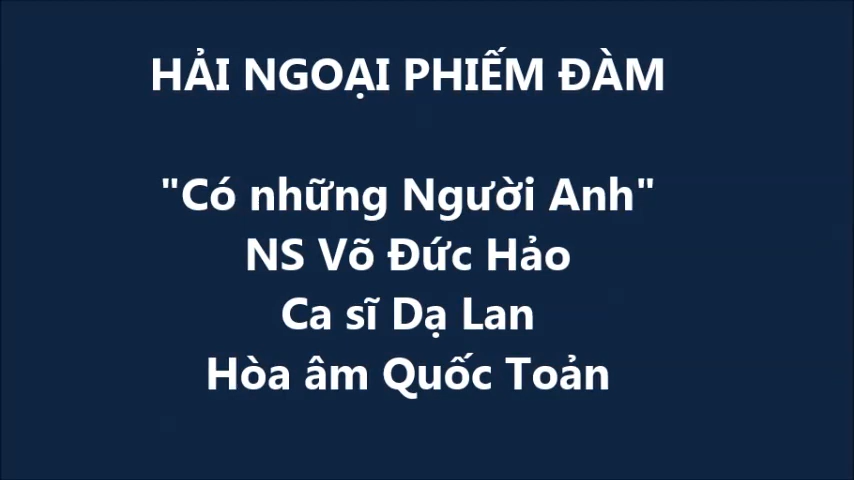 HẢI NGOẠI PHIẾM ĐÀM
"Có những Người Anh"
NS Võ Đức Hảo
Ca sĩ Dạ Lan
Hòa âm Quốc Toản